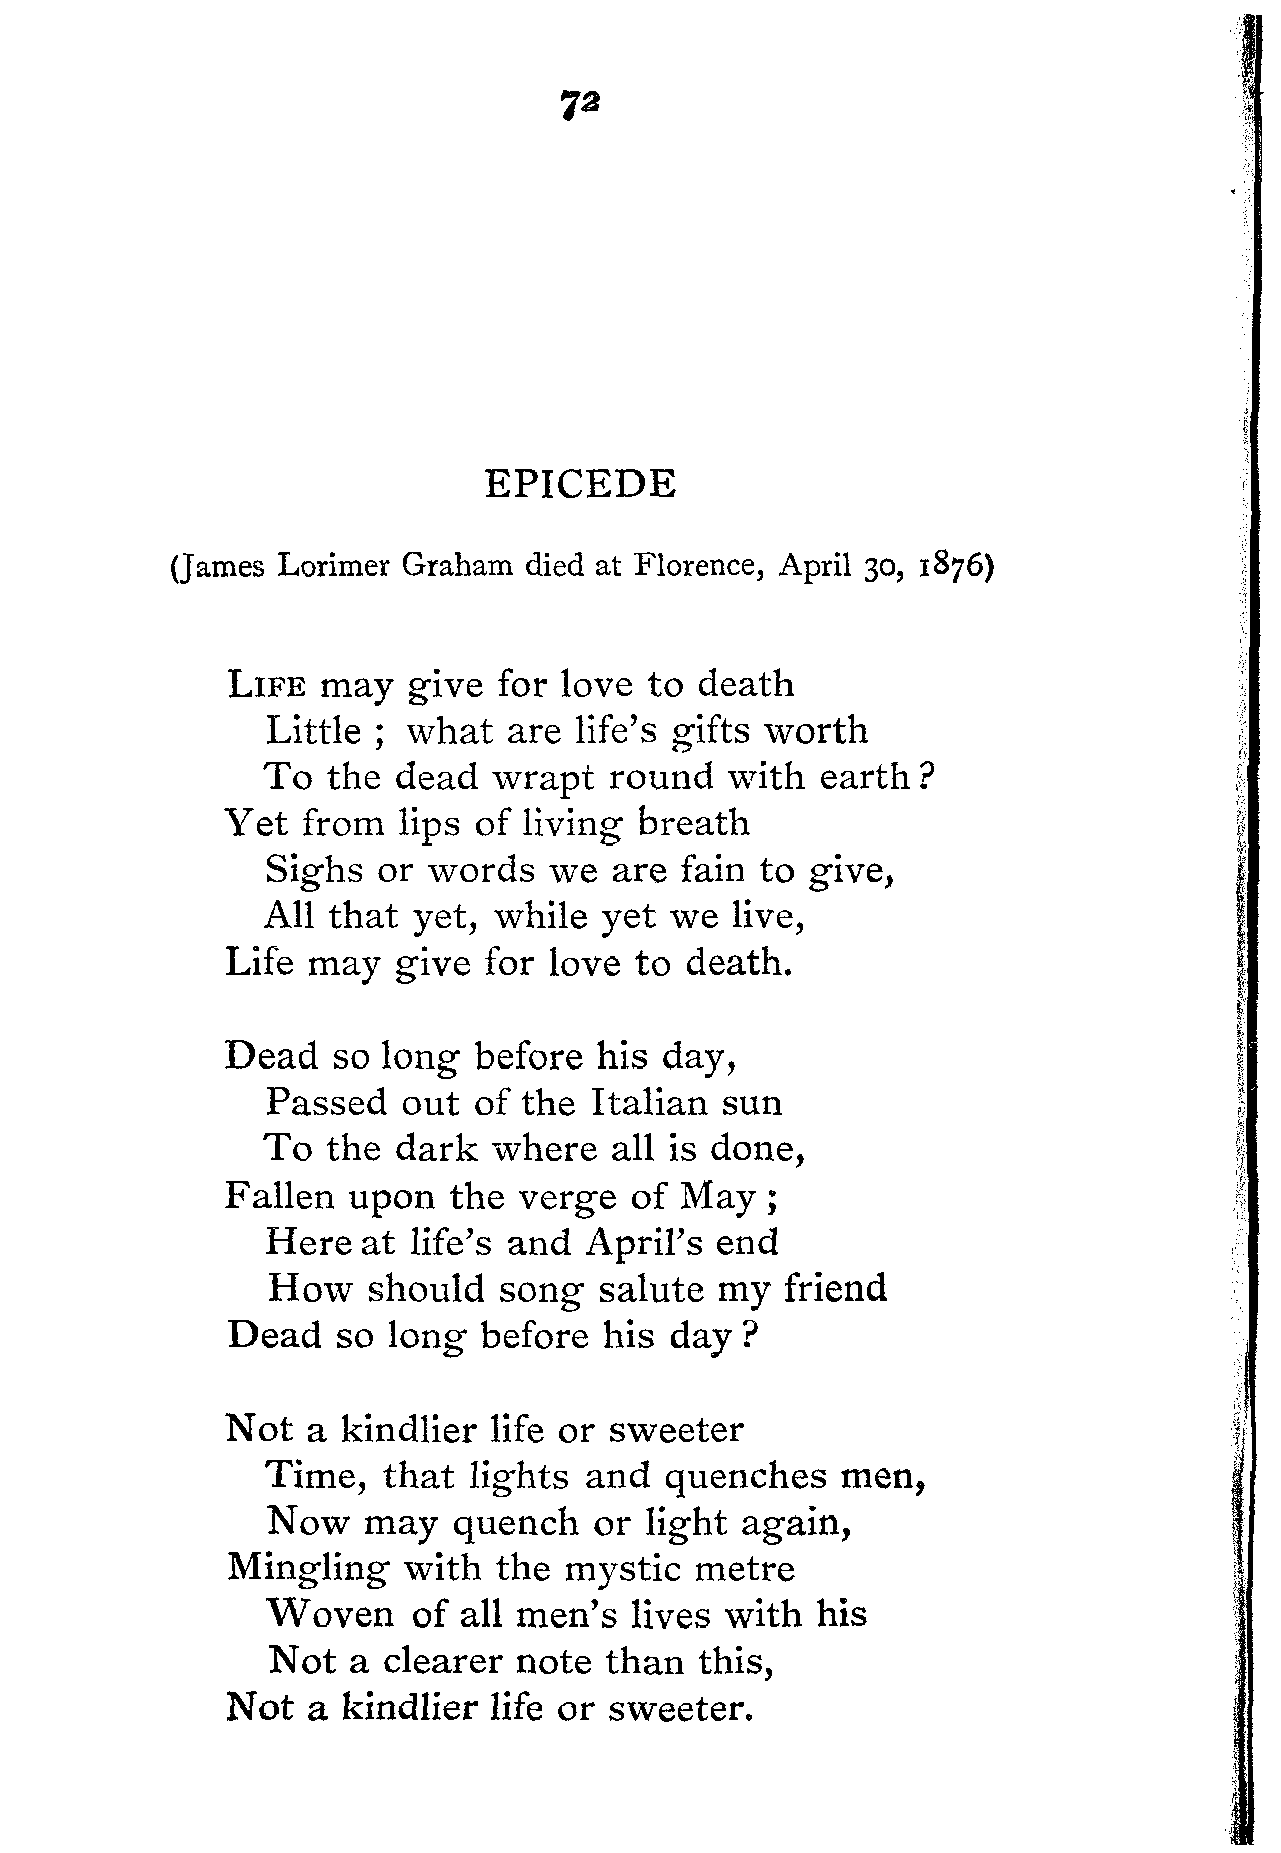 72
EPICEDE
(James Lorimer Graham died at Florence, April 30, 1876)
LIFE may give for love to death
Little ; what are life's gifts worth
To the dead wrapt round with earth?
Yet from lips of living breath
Sighs or words we are fain to give,
All that yet, while yet we live,
Life may give for love to death.
Dead so long before his day,
Passed out of the Italian sun
To the dark where all is done,
Fallen upon the verge of May ;
Here at life's and April's end
How should song salute my friend
Dead so long before his day ?
Not a kindlier life or sweeter
Time, that lights and quenches men,
Now may quench or light again,
Mingling with the mystic metre
Woven of all men's lives with his
Not a clearer note than this,
Not a kindlier life or sweeter.